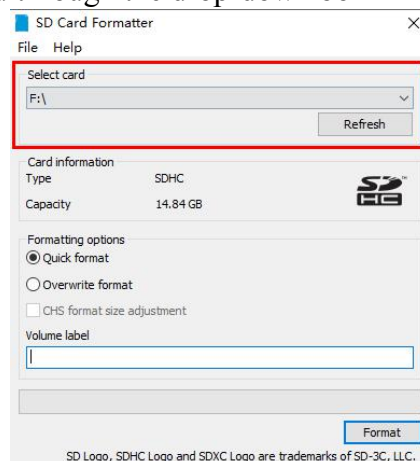 SD Card Formatter
File Help
Select card
F:\
Refresh
Card information
Type SDHC
Capacity 14.84 GB
SD
HC
Formatting options
Quick format
Overwrite format
CHS format size adjustment
Volume label
Format
SD Logo, SDHC Logo and SDXC Logo are trademarks of SD-3C, LLC.